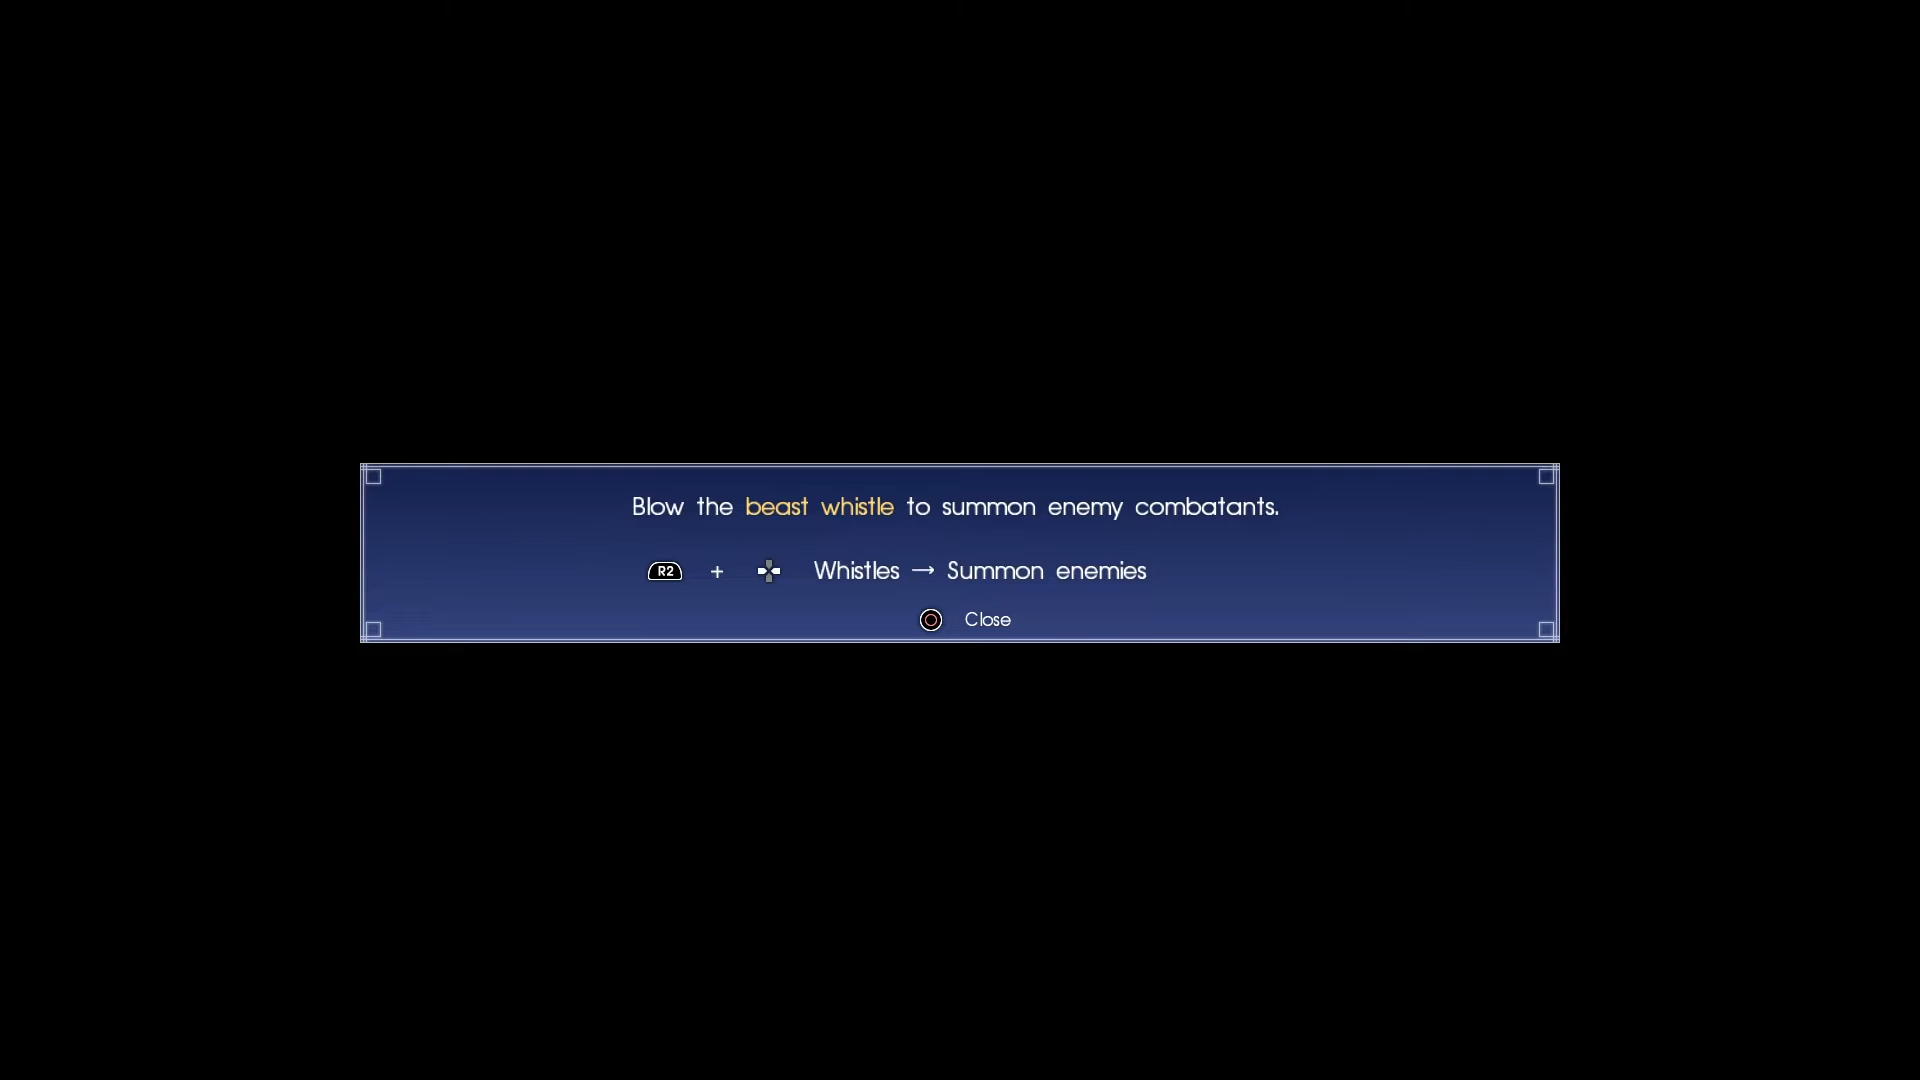 Blow the beast whistle to summon enemy combatants.
R2 + Whistles → Summon enemies
Close